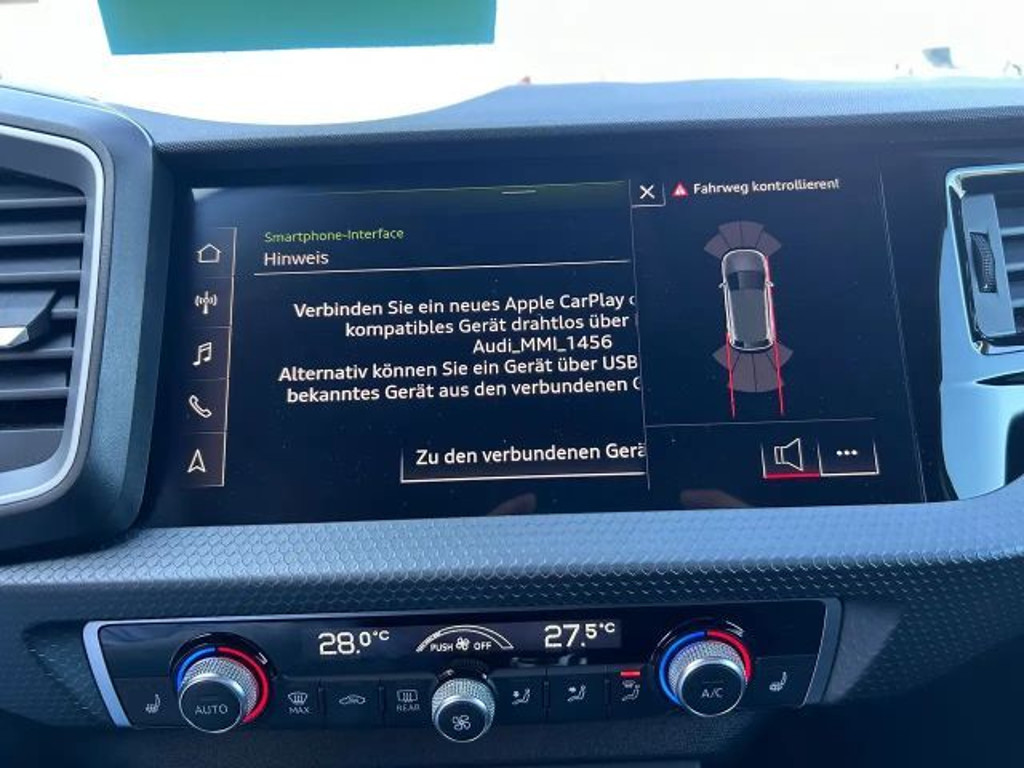 Smartphone-Interface
Hinweis
Verbinden Sie ein neues Apple CarPlay
kompatibles Gerät drahtlos über
Audi_MMI_1456
Alternativ können Sie ein Gerät über USB
bekanntes Gerät aus den verbundenen G
Zu den verbundenen Gerä
Fahrweg kontrollieren!
28.0°C
PUSH OFF
27.5°C
AUTO
MAX
REAR
A/C